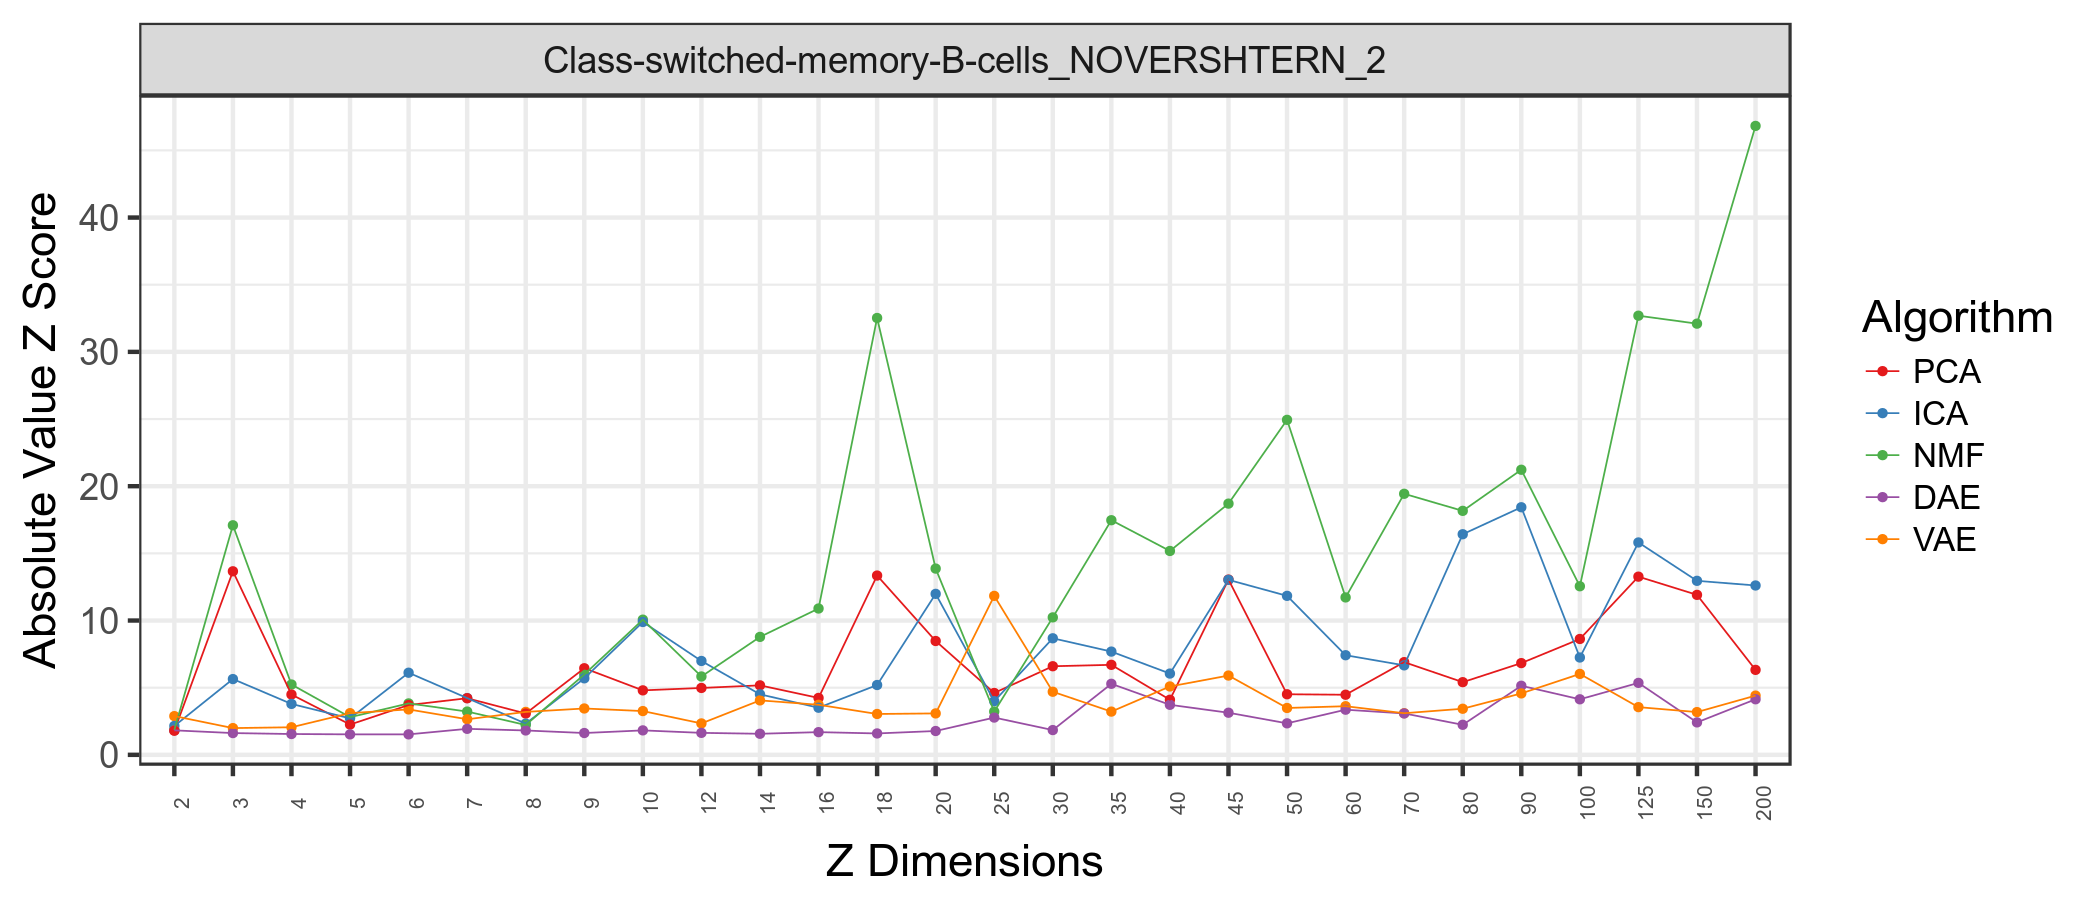 Class-switched-memory-B-cells_NOVERSHTERN_2
Absolute Value Z Score
40
30
20
10
0
2 3 4 5 6 7 8 9 10 12 14 16 18 20 25 30 35 40 45 50 60 70 80 90 100 125 150 200
Z Dimensions
Algorithm
PCA
ICA
NMF
DAE
VAE